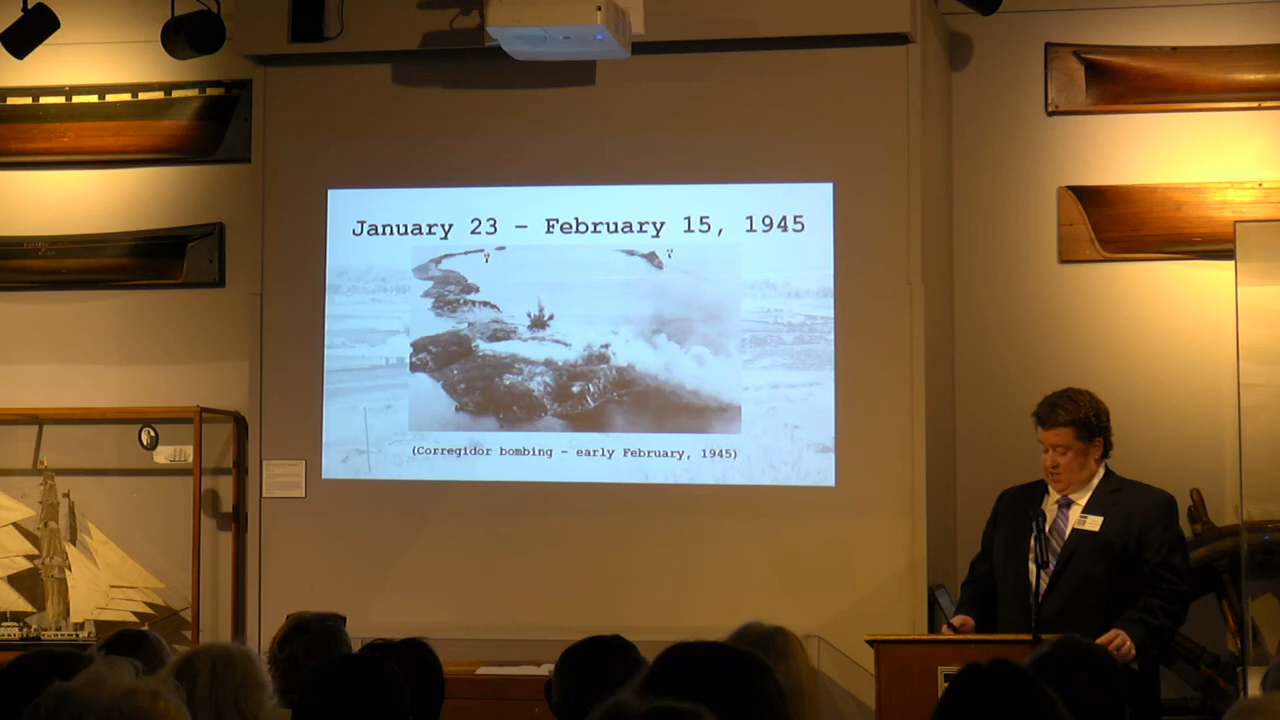 January 23 – February 15, 1945
(Corregidor bombing – early February, 1945)